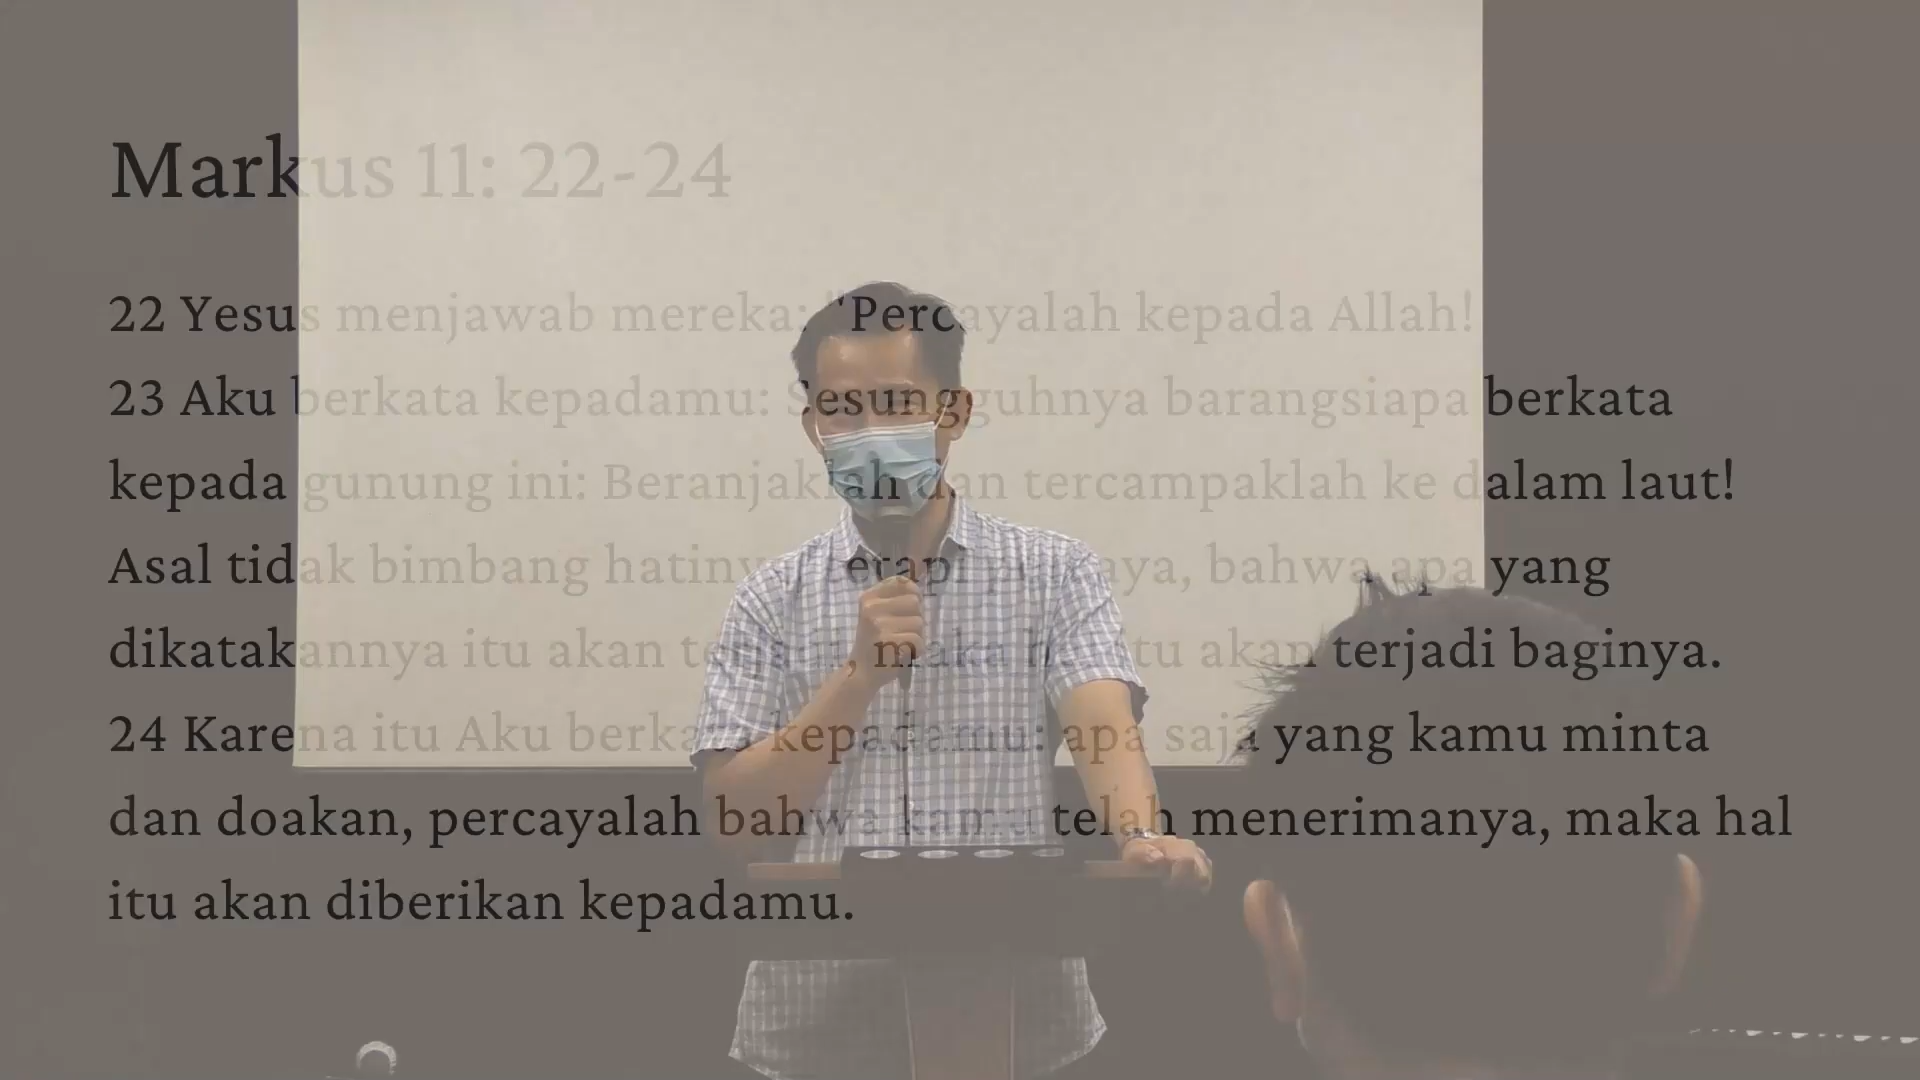 Markus 11: 22-24
22 Yesus menjawab mereka: "Percayalah kepada Allah!
23 Aku berkata kepadamu: Sesungguhnya barangsiapa berkata
kepada gunung ini: Beranjaklah dan tercampaklah ke dalam laut!
Asal tidak bimbang hatinya, tetapi percaya, bahwa apa yang
dikatakannya itu akan terjadi, maka hal itu akan terjadi baginya.
24 Karena itu Aku berkata kepadamu: apa saja yang kamu minta
dan doakan, percayalah bahwa kamu telah menerimanya, maka hal
itu akan diberikan kepadamu.